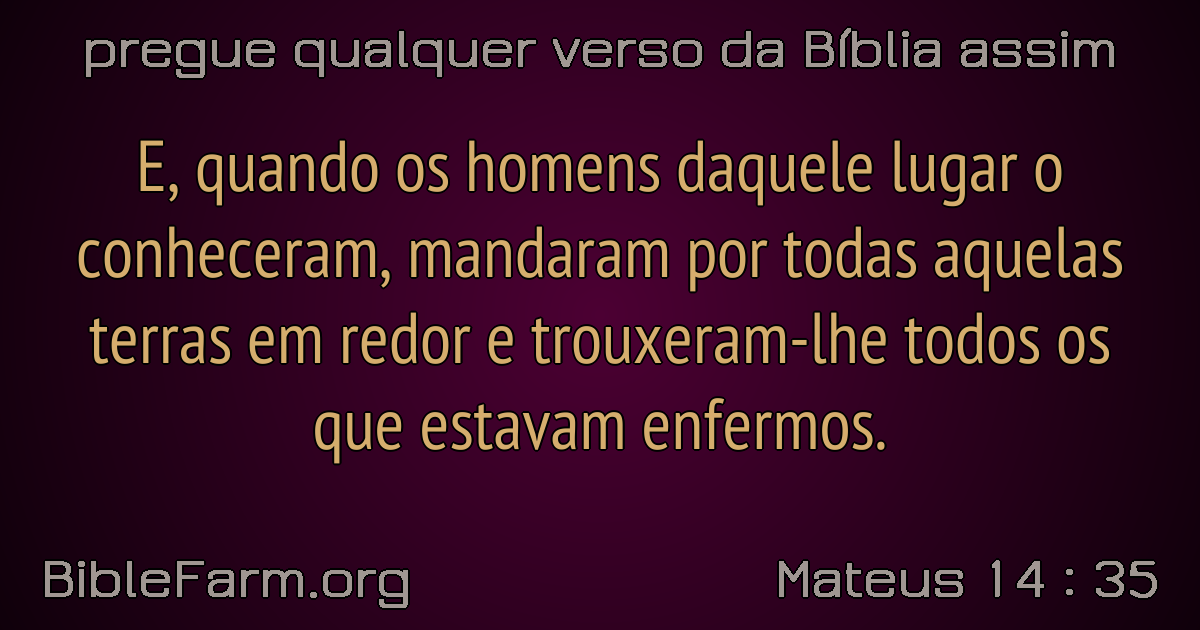 pregue qualquer verso da Bíblia assim
E, quando os homens daquele lugar o
conheceram, mandaram por todas aquelas
terras em redor e trouxeram-lhe todos os
que estavam enfermos.
BibleFarm.org
Mateus 14 : 35